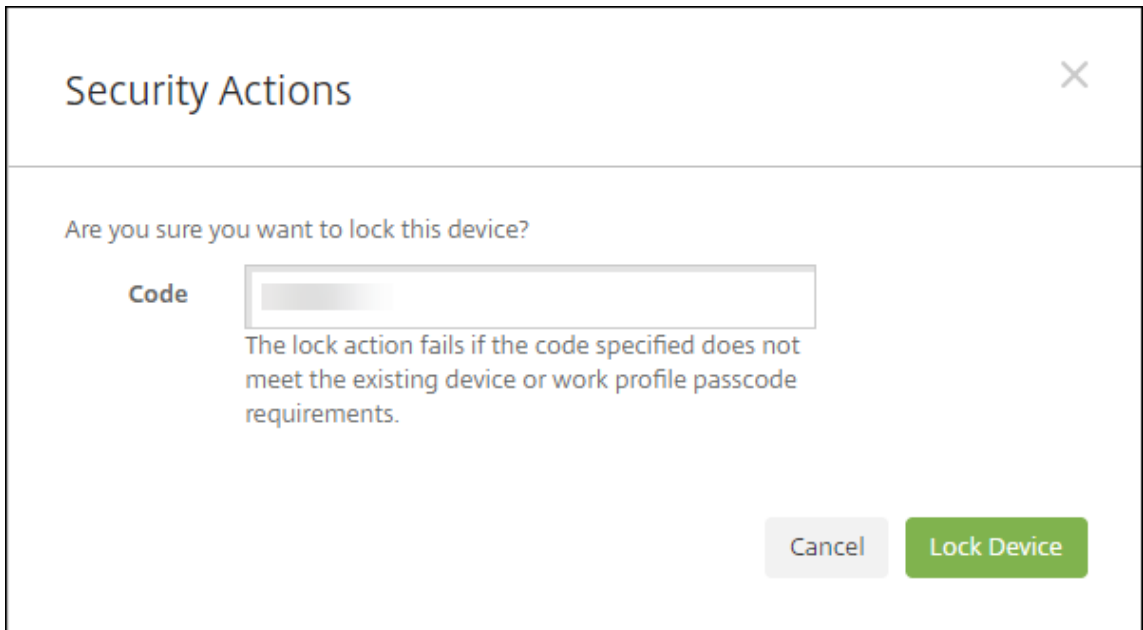 Security Actions
Are you sure you want to lock this device?
Code
The lock action fails if the code specified does not
meet the existing device or work profile passcode
requirements.
Cancel
Lock Device